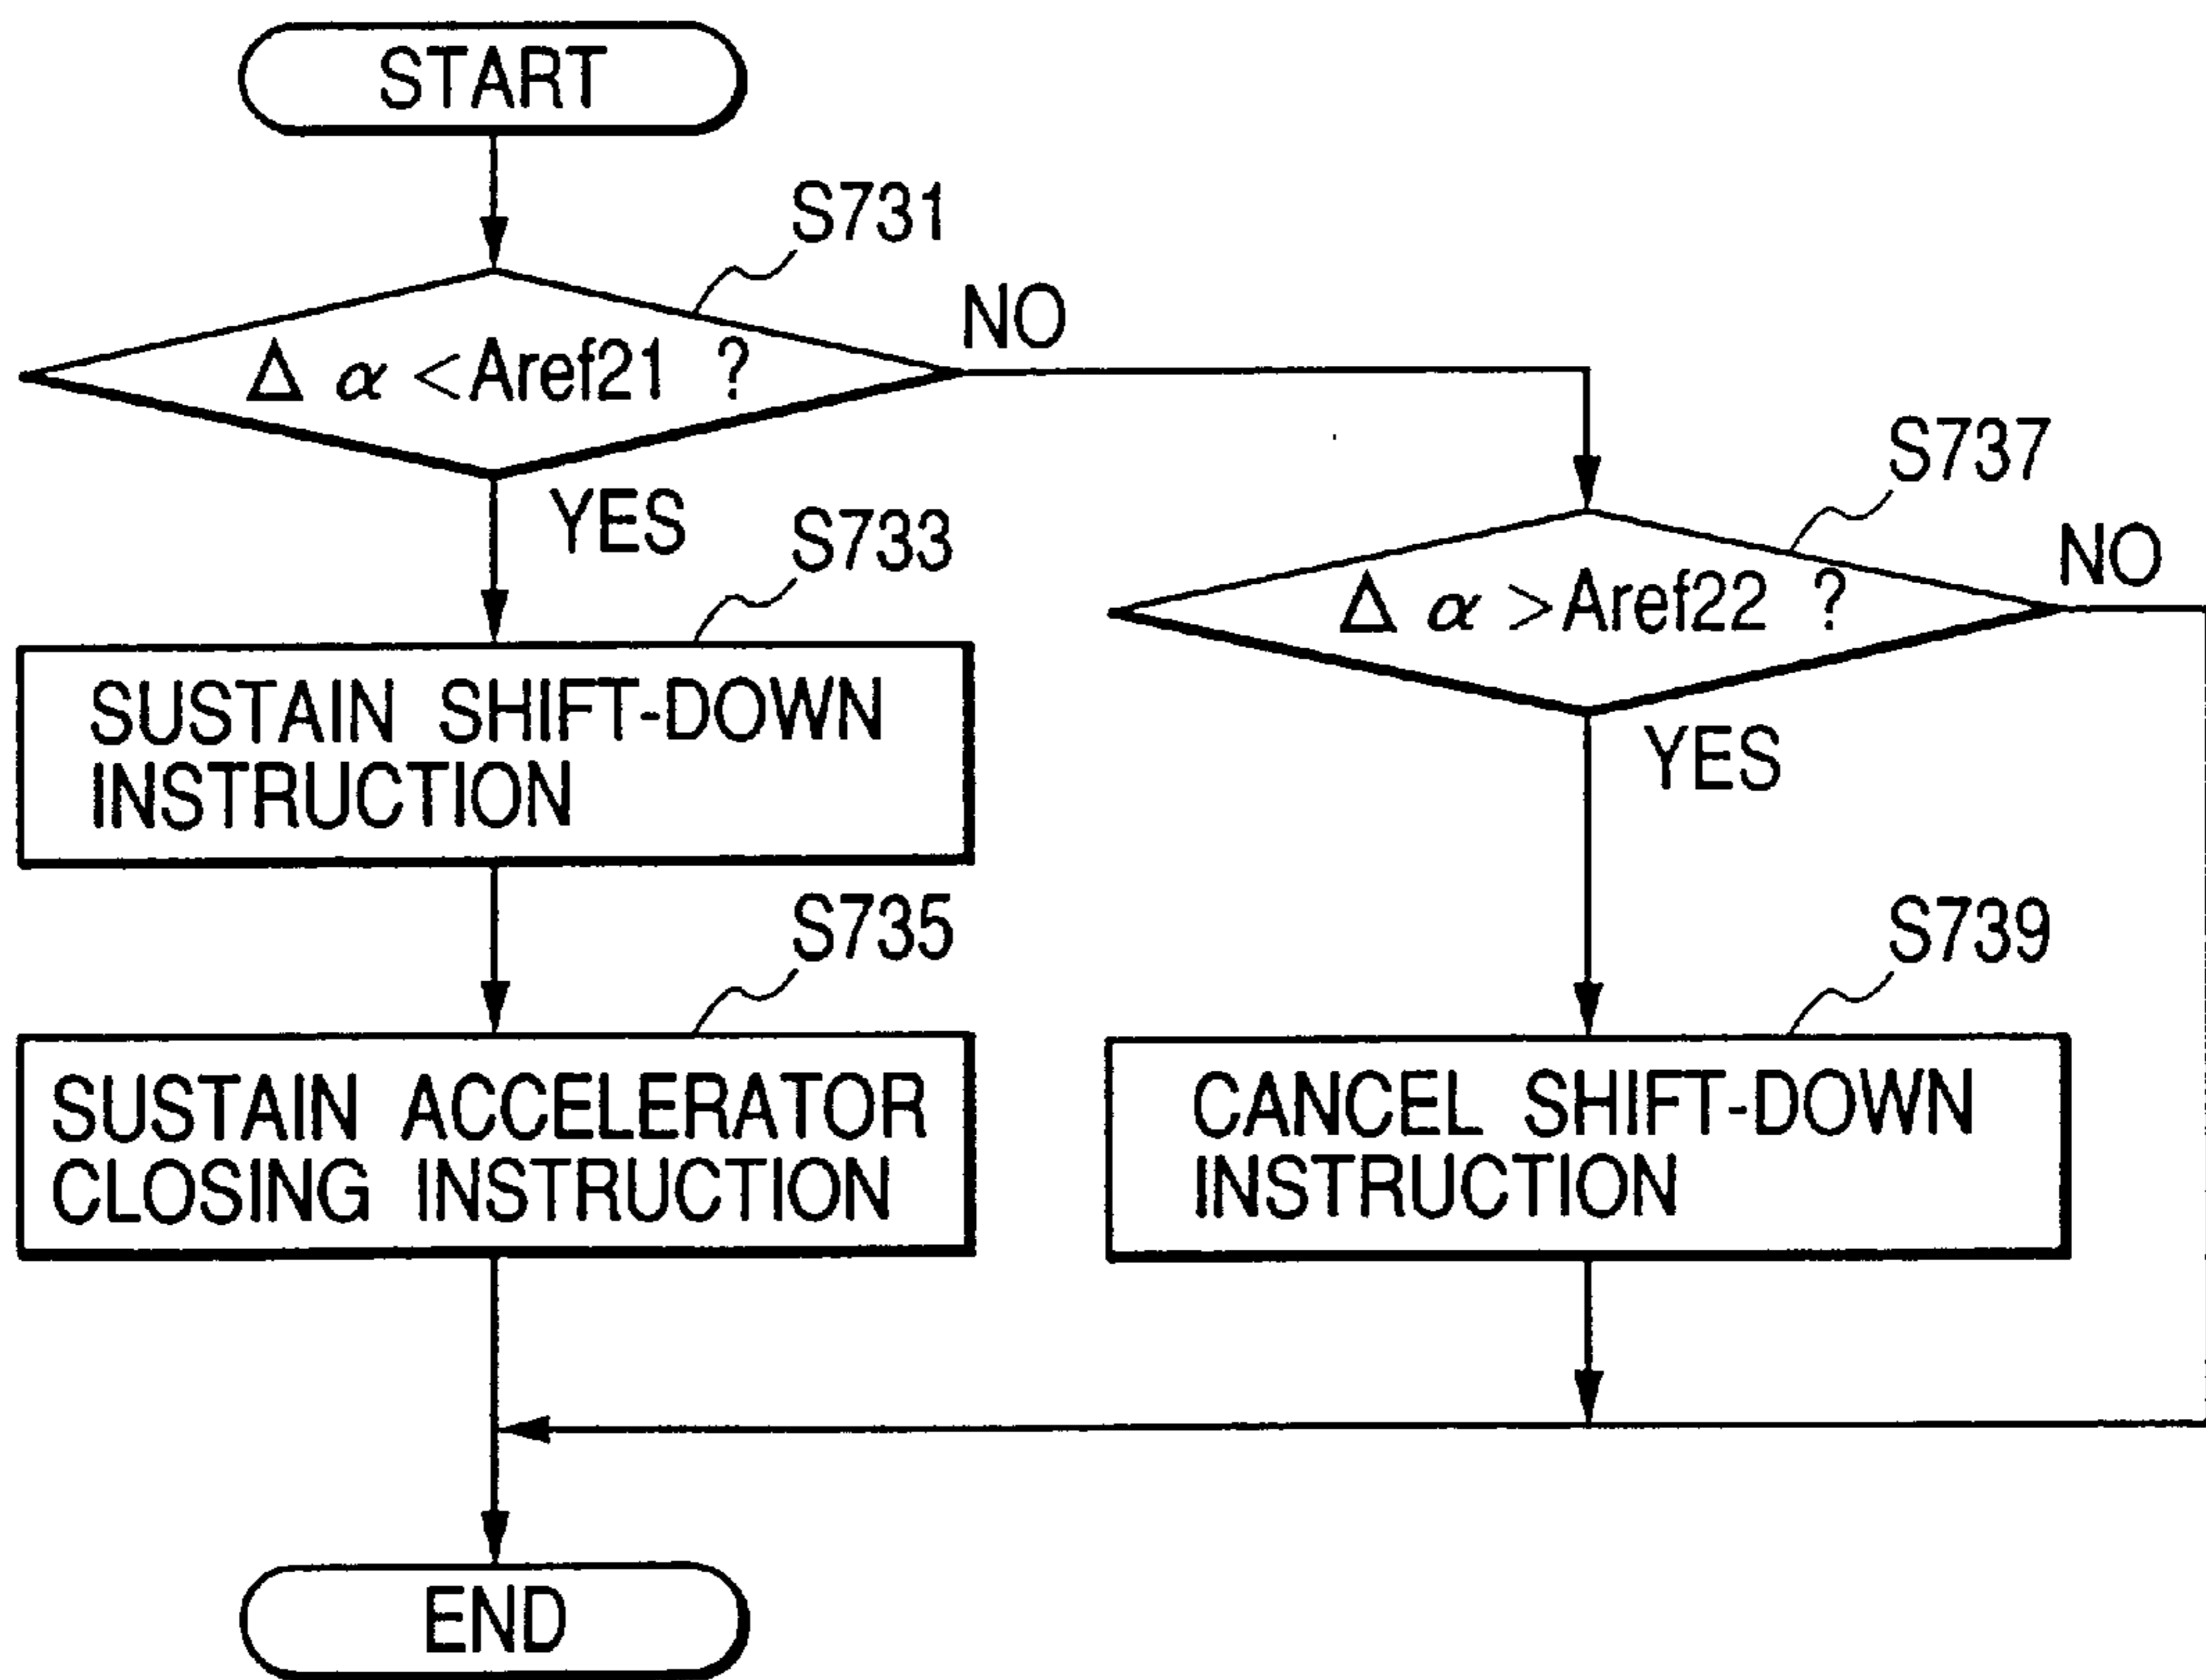 START
S731
Δ α <Aref21 ?
NO
YES
S733
SUSTAIN SHIFT-DOWN
INSTRUCTION
S735
SUSTAIN ACCELERATOR
CLOSING INSTRUCTION
S737
Δ α >Aref22 ?
NO
YES
S739
CANCEL SHIFT-DOWN
INSTRUCTION
END